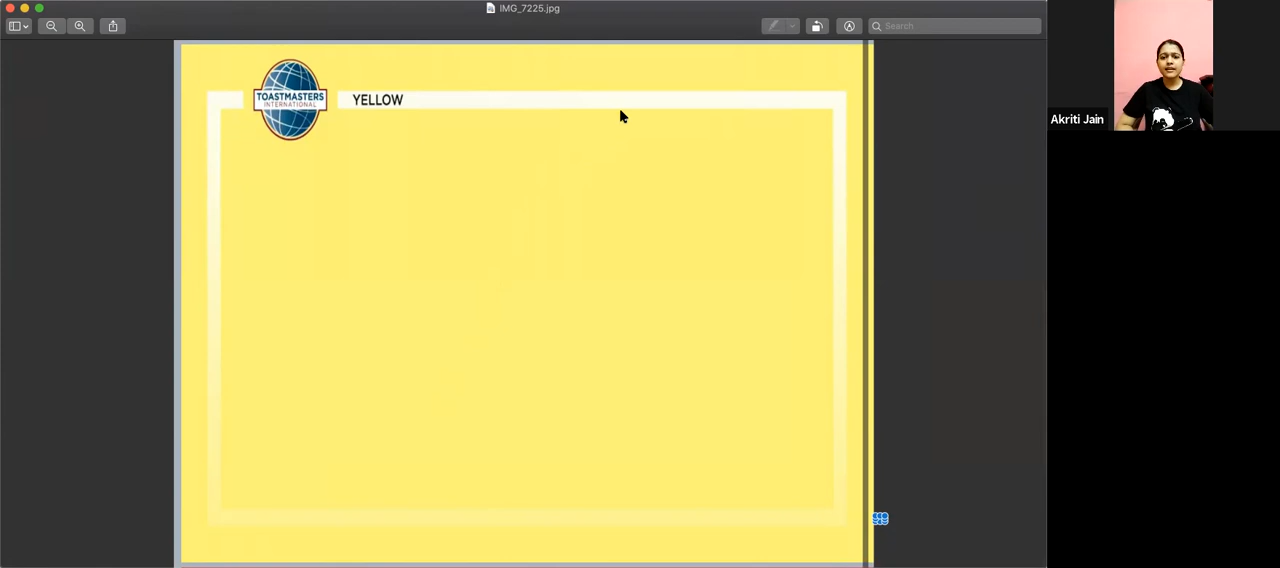 IMG_7225.jpg
Search
TOASTMASTERS
INTERNATIONAL
YELLOW
Akriti Jain